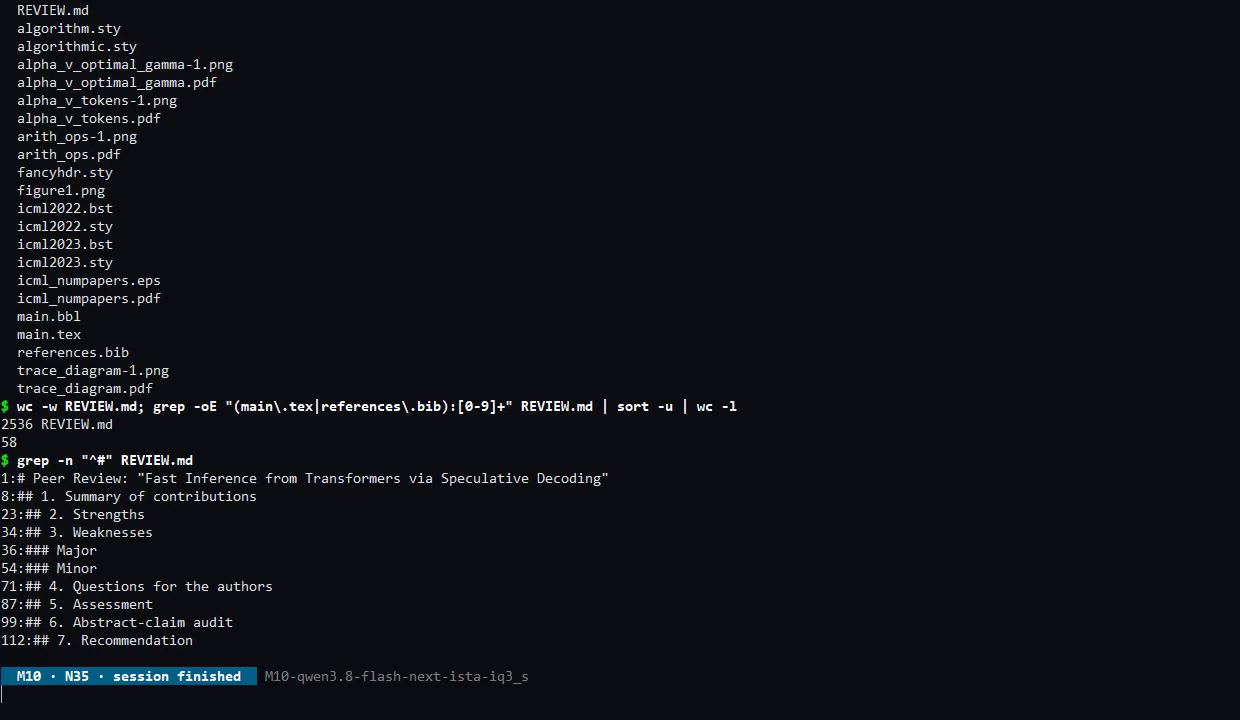 REVIEW.md
algorithm.sty
algorithmic.sty
alpha_v_optimal_gamma-1.png
alpha_v_optimal_gamma.pdf
alpha_v_tokens-1.png
alpha_v_tokens.pdf
arith_ops-1.png
arith_ops.pdf
fancyhdr.sty
figure1.png
icml2022.bst
icml2022.sty
icml2023.bst
icml2023.sty
icml_numpapers.eps
icml_numpapers.pdf
main.bbl
main.tex
references.bib
trace_diagram-1.png
trace_diagram.pdf
$ wc -w REVIEW.md; grep -oE "(main\.tex|references\.bib):[0-9]+" REVIEW.md | sort -u | wc -l
2536 REVIEW.md
58
$ grep -n "^#" REVIEW.md
1:# Peer Review: "Fast Inference from Transformers via Speculative Decoding"
8:## 1. Summary of contributions
23:## 2. Strengths
34:## 3. Weaknesses
36:### Major
54:### Minor
71:## 4. Questions for the authors
87:## 5. Assessment
99:## 6. Abstract-claim audit
112:## 7. Recommendation
M10 · N35 · session finished M10-qwen3.8-flash-next-ista-iq3_s